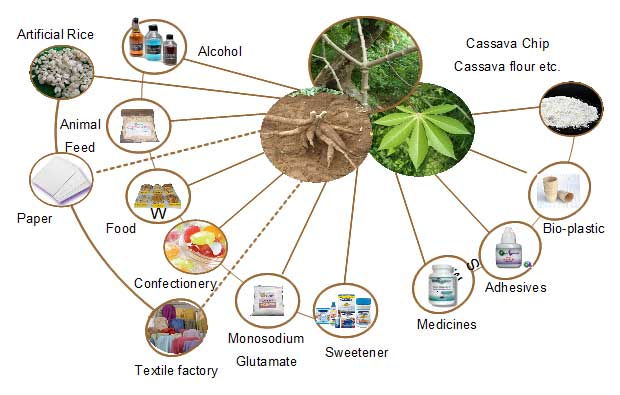 Artificial Rice
Alcohol
Cassava Chip
Cassava flour etc.
Animal
Feed
Paper
Food
W
Bio-plastic
Confectionery
S
Adhesives
Medicines
Monosodium
Glutamate
Sweetener
Textile factory